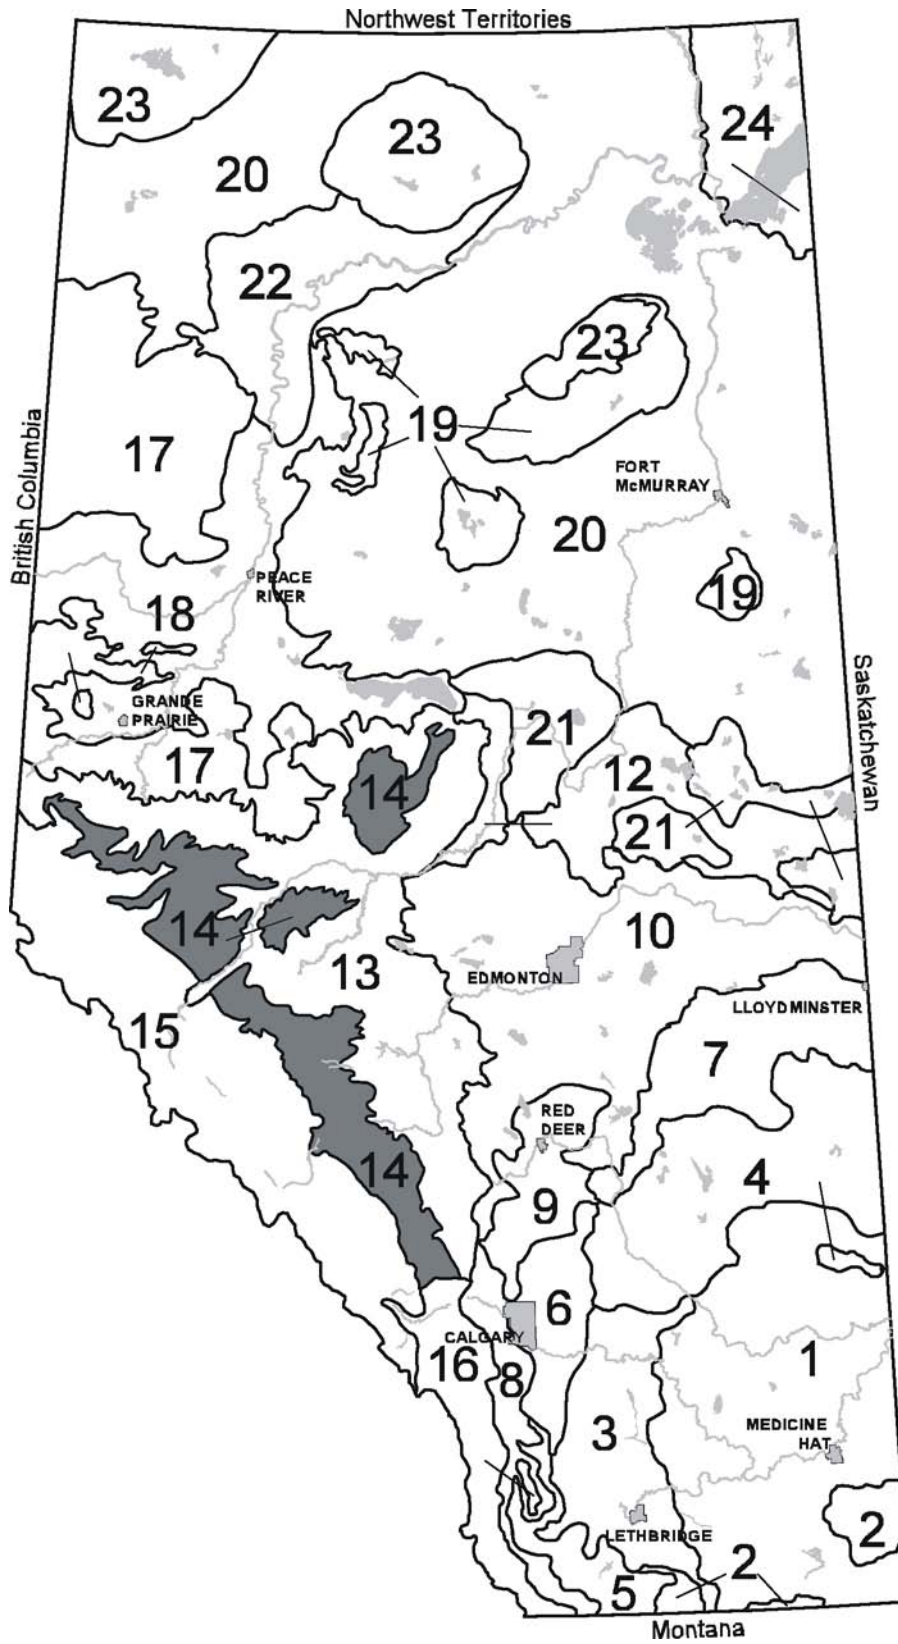 Northwest Territories
23
23
24
20
22
23
19
British Columbia
17
FORT
McMURRAY
20
PEACE
RIVER
19
18
Saskatchewan
GRANDE
PRAIRIE
21
17
12
14
21
14
10
13
EDMONTON
LLOYDMINSTER
15
7
RED
DEER
14
4
9
6
CALGARY
16
8
1
3
MEDICINE
HAT
2
LETHBRIDGE
2
5
Montana